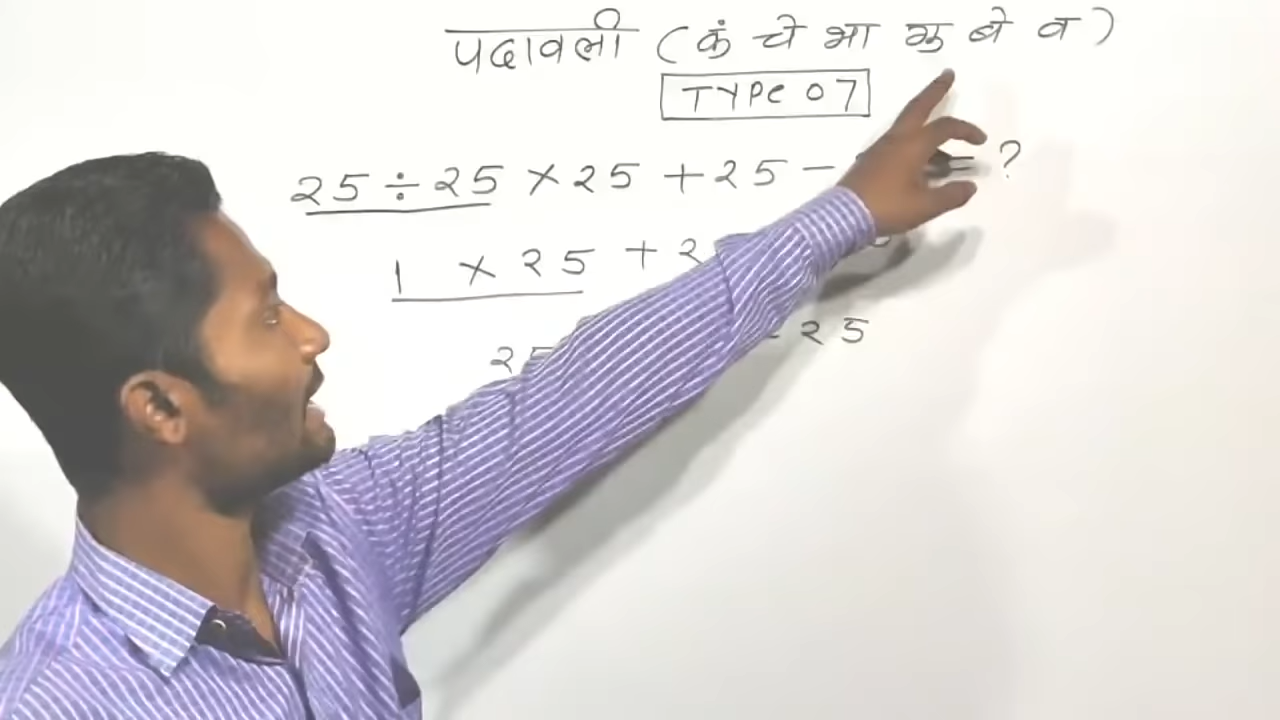 पदावली (कं चे भा गु बे व)
TYPE 07
25 ÷ 25 × 25 + 25 − = ?
1 × 25 + 2
25 - 25